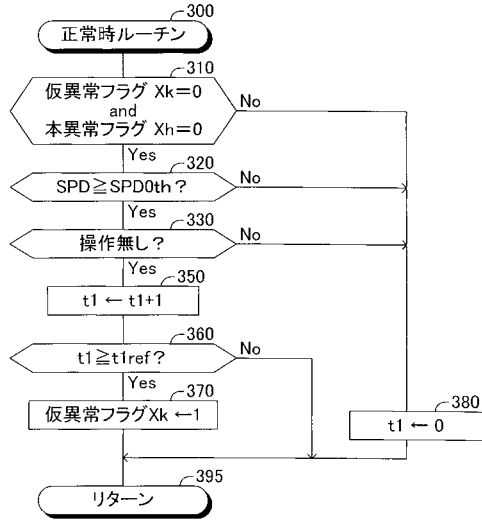 300
正常時ルーチン
310
仮異常フラグ Xk=0
and
本異常フラグ Xh=0
No
Yes
320
SPD≧SPD0th?
No
Yes
330
操作無し?
No
Yes
350
t1 ← t1+1
360
t1≧t1ref?
No
Yes
370
仮異常フラグXk ←1
380
t1 ← 0
395
リターン